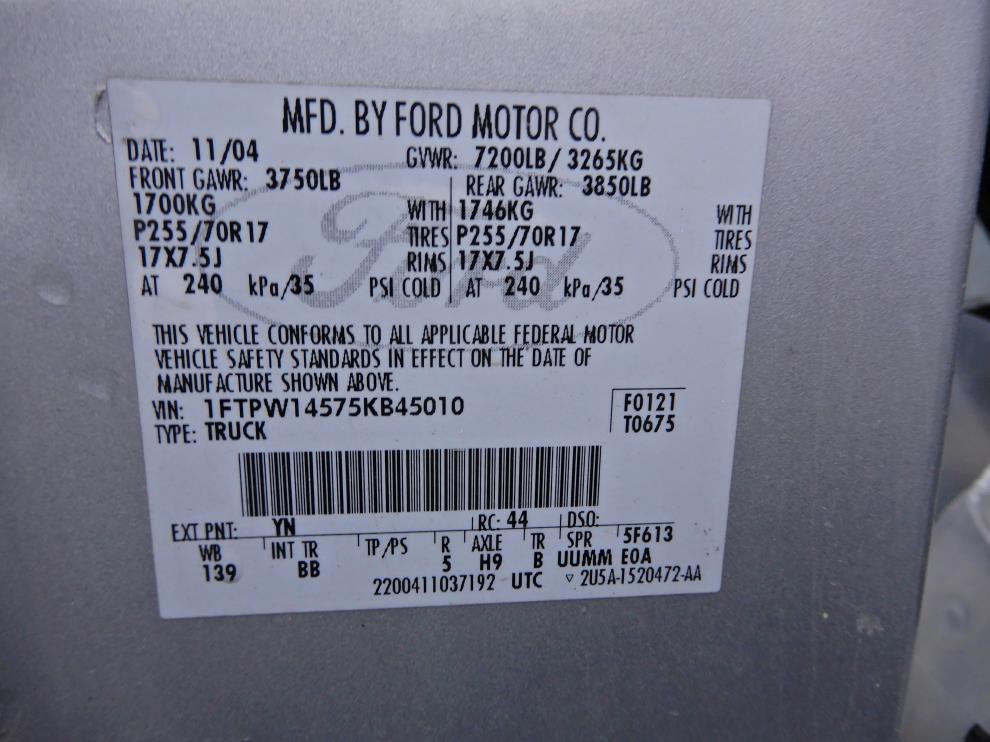 MFD. BY FORD MOTOR CO.
DATE: 11/04 GVWR: 7200LB/ 3265KG
FRONT GAWR: 3750LB REAR GAWR: 3850LB
1700KG WITH 1746KG WITH
P255/70R17 TIRES P255/70R17 TIRES
17X7.5J RIMS 17X7.5J RIMS
AT 240 kPa/35 PSI COLD AT 240 kPa/35 PSI COLD
Ford
THIS VEHICLE CONFORMS TO ALL APPLICABLE FEDERAL MOTOR
VEHICLE SAFETY STANDARDS IN EFFECT ON THE DATE OF
MANUFACTURE SHOWN ABOVE.
VIN: 1FTPW14575KB45010 F0121
TYPE: TRUCK T0675
EXT PNT: YN RC: 44 DSO:
WB INT TR TP/PS R AXLE TR SPR 5F613
139 BB 5 H9 B UUMM EOA
2200411037192 UTC ▽ 2U5A-1520472-AA